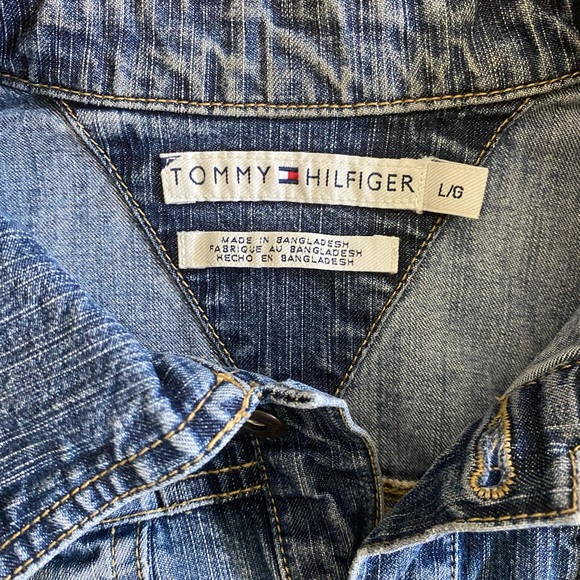 TOMMY HILFIGER
L/G
MADE IN BANGLADESH
FABRIQUE AU BANGLADESH
HECHO EN BANGLADESH